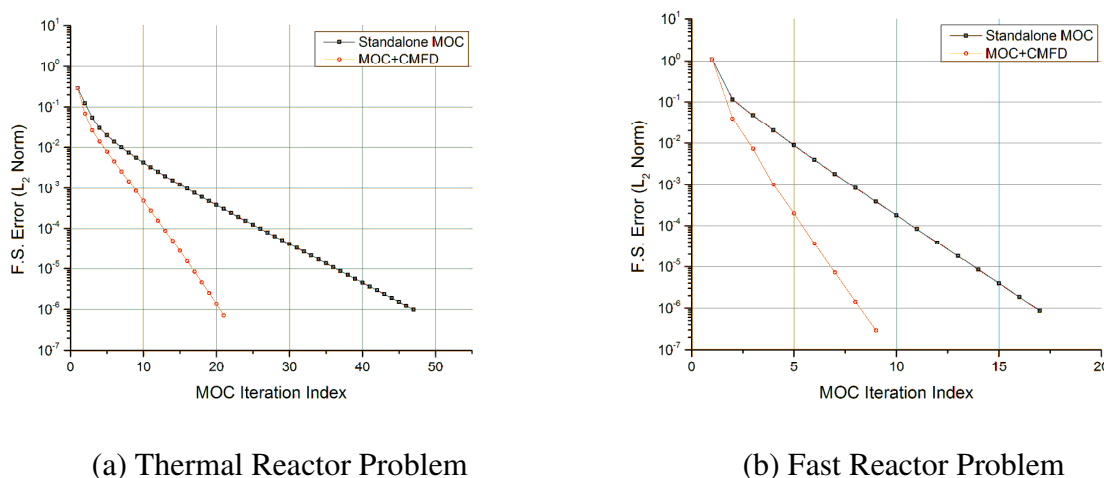 10^1
10^0
10^-1
10^-2
10^-3
10^-4
10^-5
10^-6
10^-7
F.S. Error (L_2 Norm)
Standalone MOC
MOC+CMFD
0 10 20 30 40 50
MOC Iteration Index
(a) Thermal Reactor Problem
10^1
10^0
10^-1
10^-2
10^-3
10^-4
10^-5
10^-6
10^-7
F.S. Error (L_2 Norm)
Standalone MOC
MOC+CMFD
0 5 10 15 20
MOC Iteration Index
(b) Fast Reactor Problem